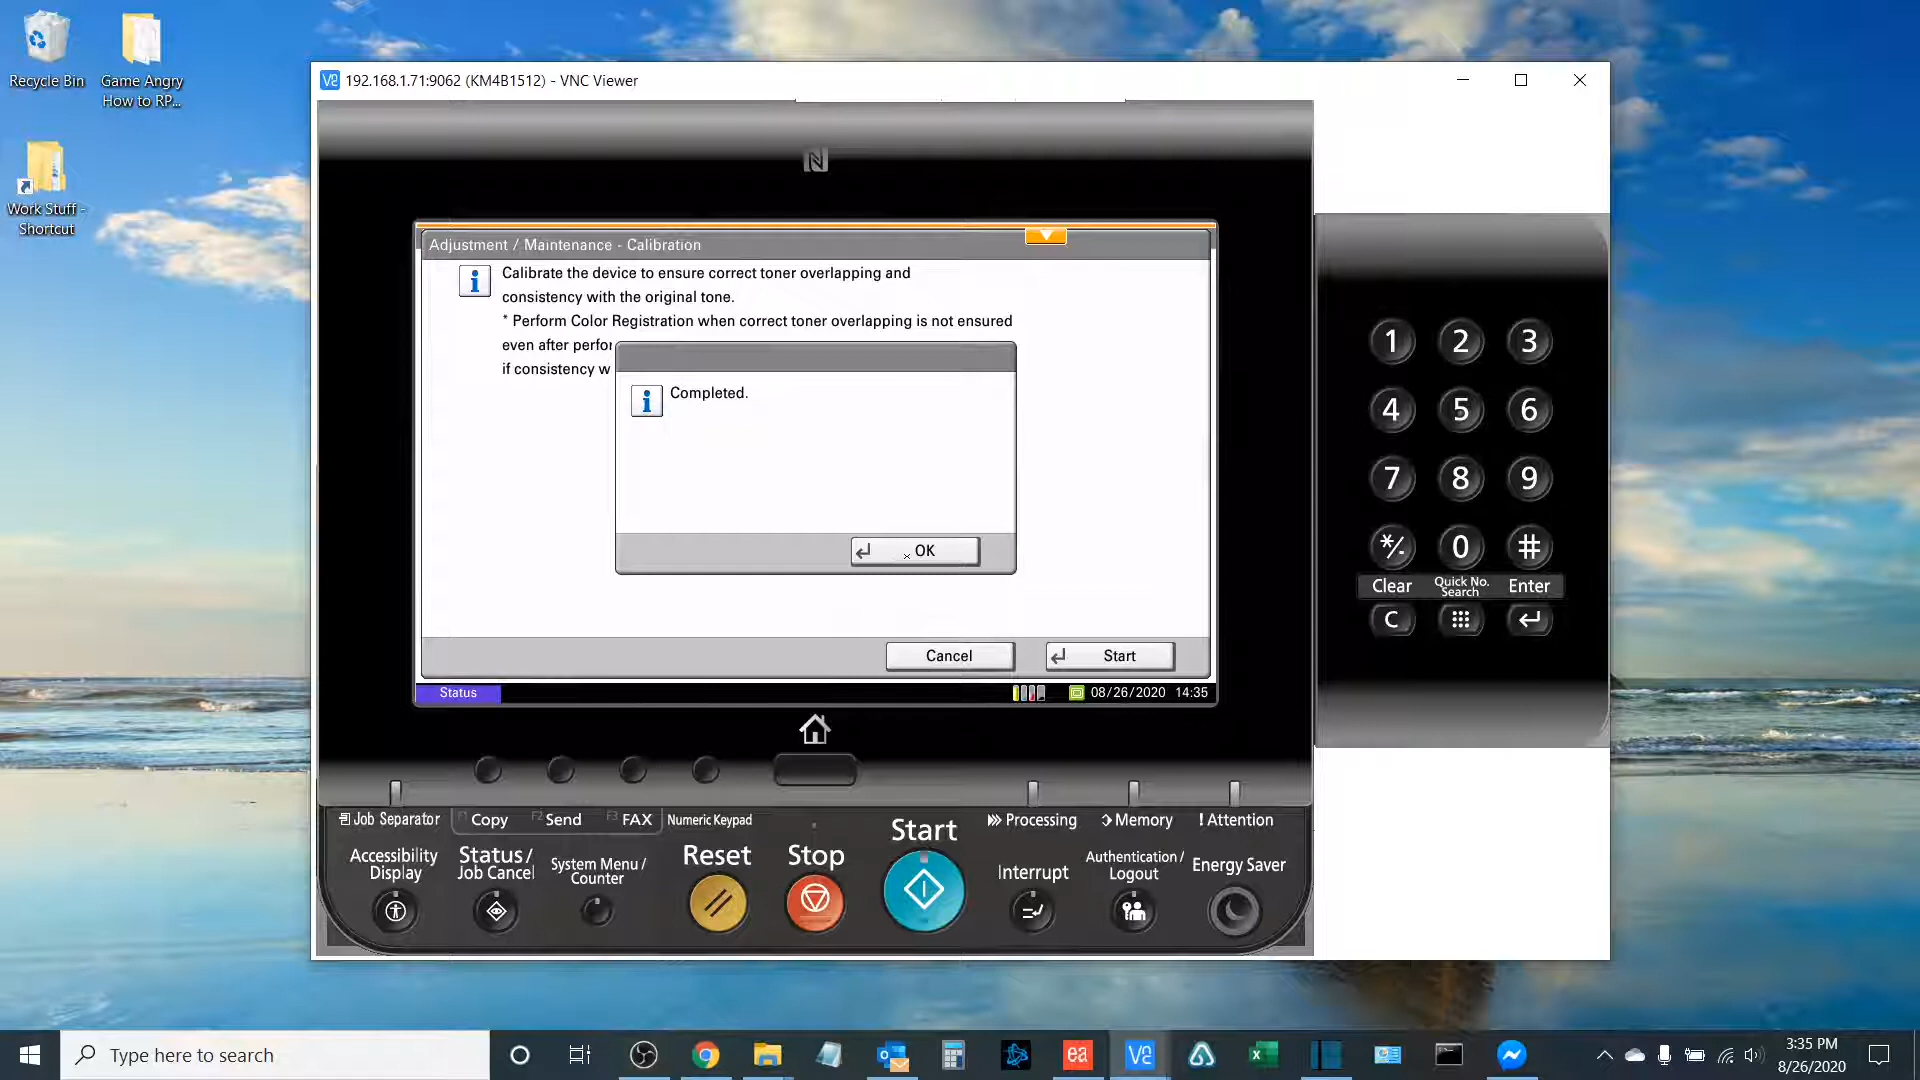 Recycle Bin
Game Angry
How to RP...
Work Stuff -
Shortcut
192.168.1.71:9062 (KM4B1512) - VNC Viewer
Adjustment / Maintenance - Calibration
Calibrate the device to ensure correct toner overlapping and
consistency with the original tone.
* Perform Color Registration when correct toner overlapping is not ensured
even after perfor
if consistency w
Completed.
OK
Cancel
Start
Status
08/26/2020 14:35
1 2 3
4 5 6
7 8 9
*/. 0 #
Clear
Quick No.
Search
Enter
C
Job Separator
F1 Copy
F2 Send
F3 FAX
Numeric Keypad
Start
Processing
Memory
! Attention
Accessibility
Display
Status/
Job Cancel
System Menu /
Counter
Reset
Stop
Interrupt
Authentication /
Logout
Energy Saver
Type here to search
ea
3:35 PM
8/26/2020